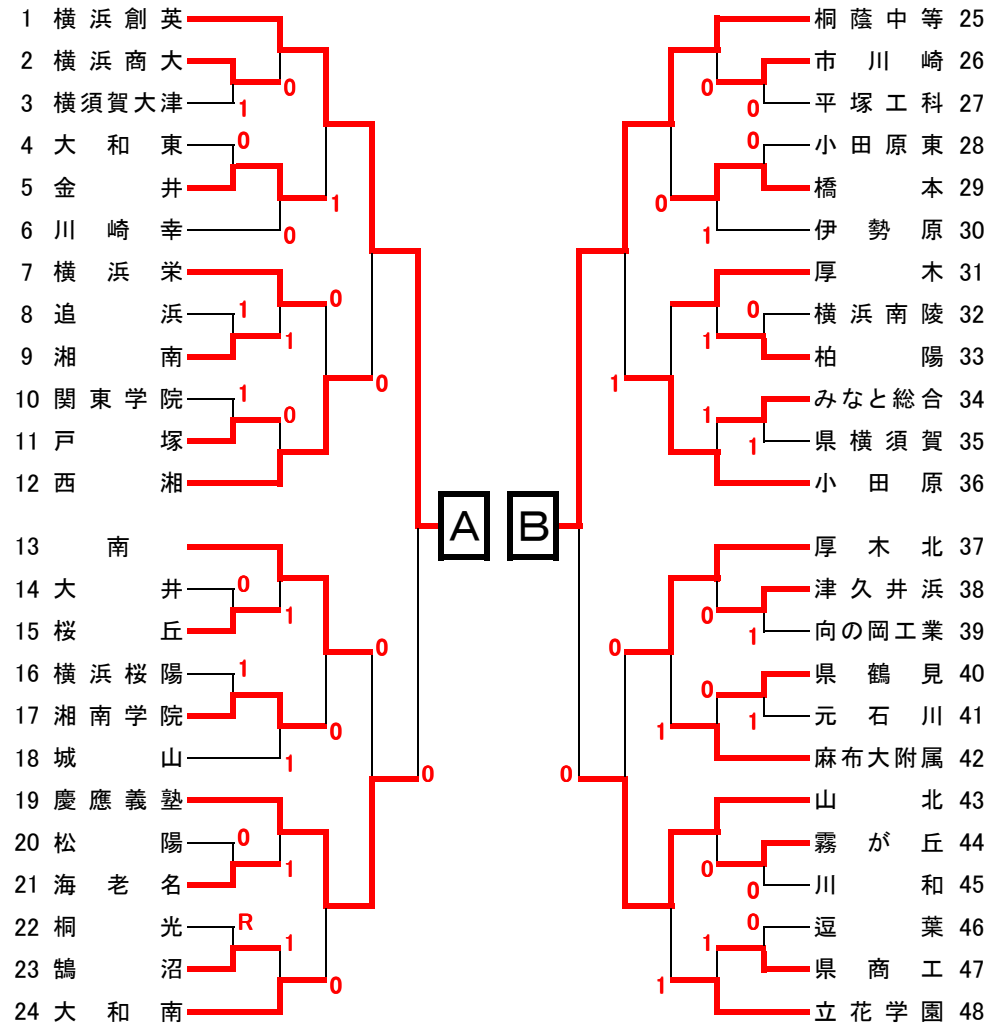 1 横浜創英
2 横浜商大
3 横須賀大津
4 大和東
5 金井
6 川崎幸
7 横浜栄
8 追浜
9 湘南
10 関東学院
11 戸塚
12 西湘
13 南
14 大井
15 桜丘
16 横浜桜陽
17 湘南学院
18 城山
19 慶應義塾
20 松陽
21 海老名
22 桐光
23 鵠沼
24 大和南
0
1
0
0
1
0
1
1
1
0
0
0
1
1
0
1
0
1
0
1
R
1
0
0
A
B
桐蔭中等 25
市川崎 26
平塚工科 27
小田原東 28
橋本 29
伊勢原 30
厚木 31
横浜南陵 32
柏陽 33
みなと総合 34
県横須賀 35
小田原 36
厚木北 37
津久井浜 38
向の岡工業 39
県鶴見 40
元石川 41
麻布大附属 42
山北 43
霧が丘 44
川和 45
逗葉 46
県商工 47
立花学園 48
0
0
0
0
1
0
1
1
1
1
0
1
0
0
1
1
0
0
0
0
1
1